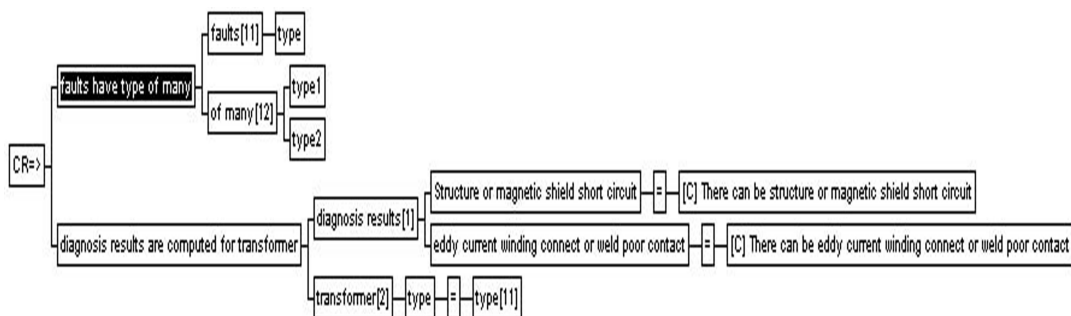 faults[11] type
faults have type of many
type1
of many[12]
type2
CR=>
Structure or magnetic shield short circuit = [C] There can be structure or magnetic shield short circuit
diagnosis results[1]
diagnosis results are computed for transformer
eddy current winding connect or weld poor contact = [C] There can be eddy current winding connect or weld poor contact
transformer[2] type = type[11]